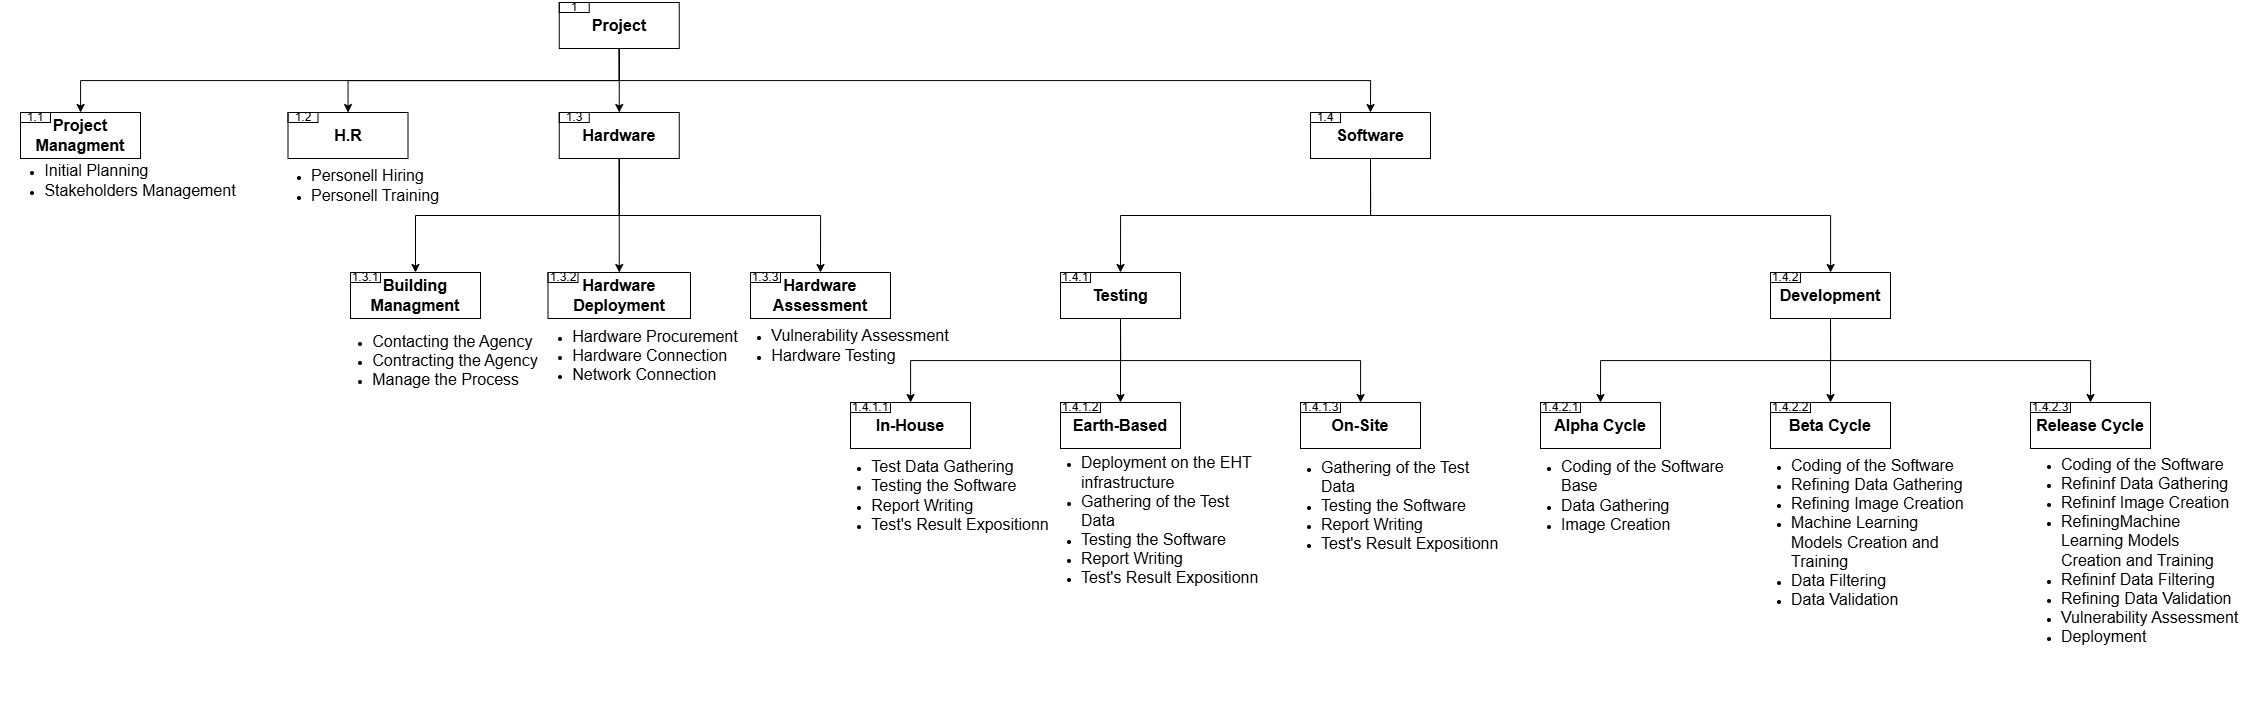 1
Project
1.1
Project
Managment
Initial Planning
Stakeholders Management
1.2
H.R
Personell Hiring
Personell Training
1.3
Hardware
1.4
Software
1.3.1
Building
Managment
Contacting the Agency
Contracting the Agency
Manage the Process
1.3.2
Hardware
Deployment
Hardware Procurement
Hardware Connection
Network Connection
1.3.3
Hardware
Assessment
Vulnerability Assessment
Hardware Testing
1.4.1
Testing
1.4.2
Development
1.4.1.1
In-House
Test Data Gathering
Testing the Software
Report Writing
Test's Result Expositionn
1.4.1.2
Earth-Based
Deployment on the EHT
infrastructure
Gathering of the Test
Data
Testing the Software
Report Writing
Test's Result Expositionn
1.4.1.3
On-Site
Gathering of the Test
Data
Testing the Software
Report Writing
Test's Result Expositionn
1.4.2.1
Alpha Cycle
Coding of the Software
Base
Data Gathering
Image Creation
1.4.2.2
Beta Cycle
Coding of the Software
Refining Data Gathering
Refining Image Creation
Machine Learning
Models Creation and
Training
Data Filtering
Data Validation
1.4.2.3
Release Cycle
Coding of the Software
Refininf Data Gathering
Refininf Image Creation
RefiningMachine
Learning Models
Creation and Training
Refininf Data Filtering
Refining Data Validation
Vulnerability Assessment
Deployment